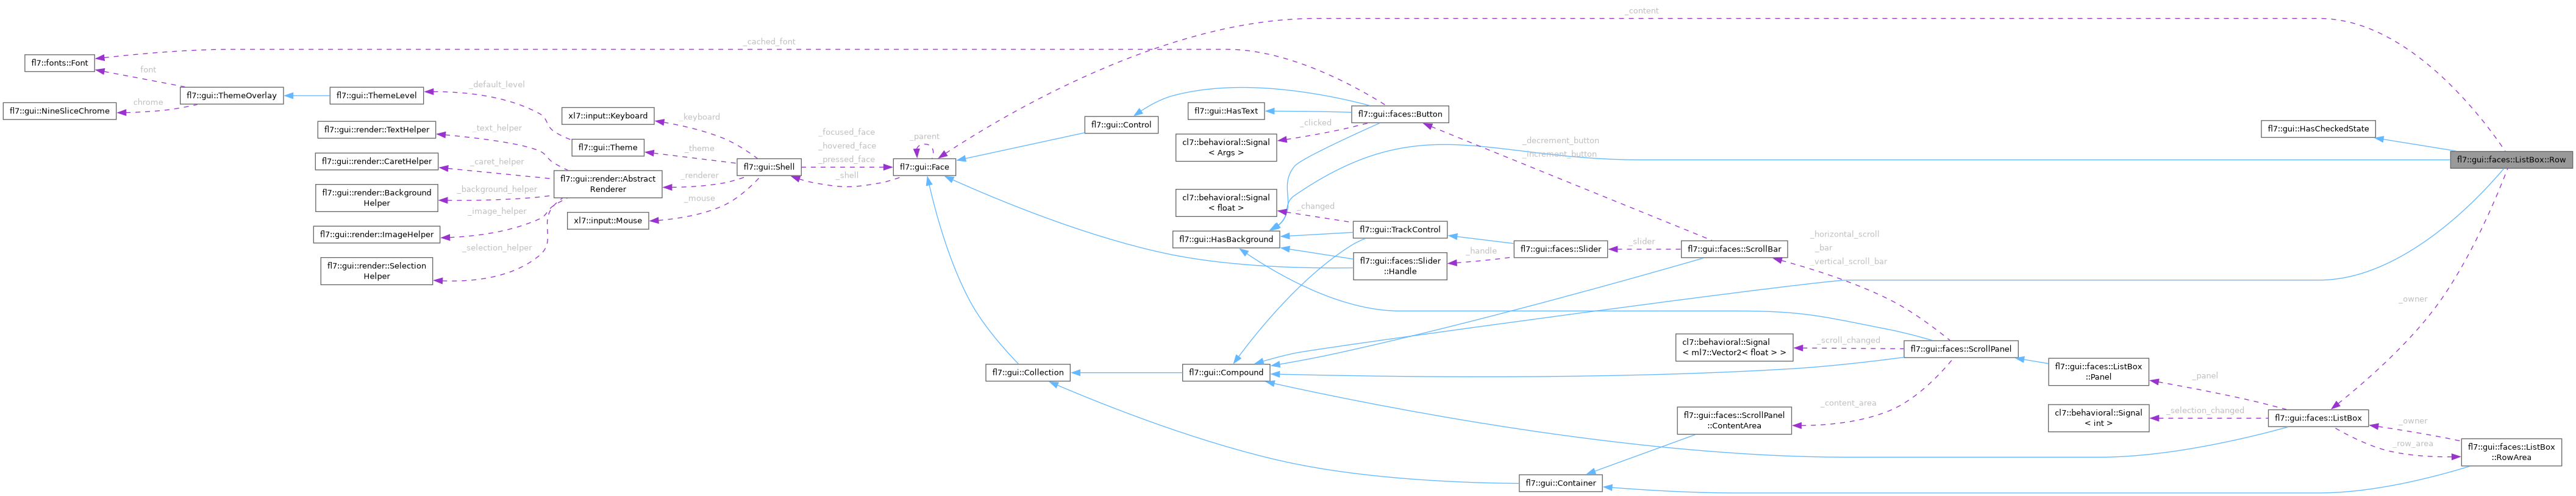 _content
_cached_font
fl7::fonts::Font
font
_default_level
fl7::gui::ThemeOverlay
fl7::gui::ThemeLevel
chrome
fl7::gui::NineSliceChrome
xl7::input::Keyboard
_keyboard
fl7::gui::render::TextHelper
_text_helper
fl7::gui::Theme
_theme
fl7::gui::render::CaretHelper
_caret_helper
fl7::gui::Shell
_focused_face
_hovered_face
_pressed_face
_parent
fl7::gui::Face
_shell
fl7::gui::render::Abstract
Renderer
_renderer
fl7::gui::render::Background
Helper
_background_helper
_mouse
xl7::input::Mouse
_image_helper
fl7::gui::render::ImageHelper
_selection_helper
fl7::gui::render::Selection
Helper
fl7::gui::Control
fl7::gui::HasText
fl7::gui::faces::Button
_clicked
cl7::behavioral::Signal
< Args >
_decrement_button
_increment_button
fl7::gui::HasCheckedState
fl7::gui::faces::ListBox::Row
cl7::behavioral::Signal
< float >
_changed
fl7::gui::TrackControl
fl7::gui::HasBackground
fl7::gui::faces::Slider
_slider
fl7::gui::faces::ScrollBar
_handle
fl7::gui::faces::Slider
::Handle
_horizontal_scroll
_bar
_vertical_scroll_bar
_owner
cl7::behavioral::Signal
< ml7::Vector2< float > >
_scroll_changed
fl7::gui::faces::ScrollPanel
fl7::gui::Collection
fl7::gui::Compound
fl7::gui::faces::ListBox
::Panel
_panel
_content_area
fl7::gui::faces::ScrollPanel
::ContentArea
cl7::behavioral::Signal
< int >
_selection_changed
fl7::gui::faces::ListBox
_owner
_row_area
fl7::gui::faces::ListBox
::RowArea
fl7::gui::Container